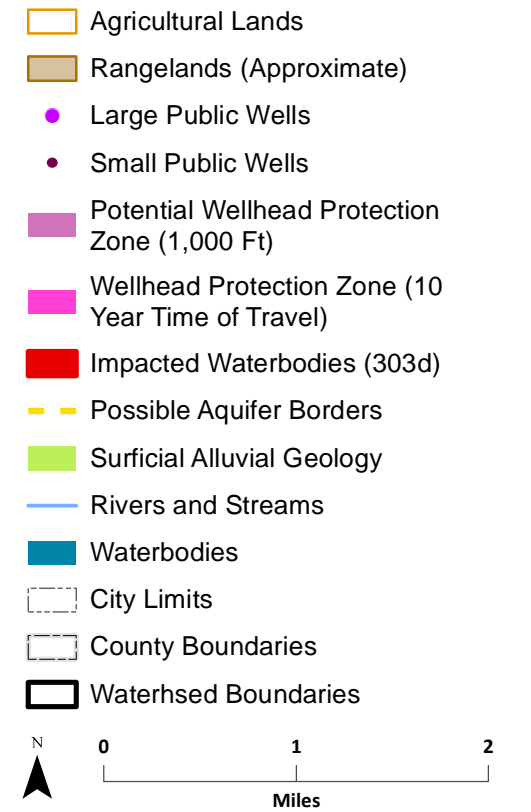 Agricultural Lands
Rangelands (Approximate)
Large Public Wells
Small Public Wells
Potential Wellhead Protection
Zone (1,000 Ft)
Wellhead Protection Zone (10
Year Time of Travel)
Impacted Waterbodies (303d)
Possible Aquifer Borders
Surficial Alluvial Geology
Rivers and Streams
Waterbodies
City Limits
County Boundaries
Waterhsed Boundaries
N
0 1 2
Miles